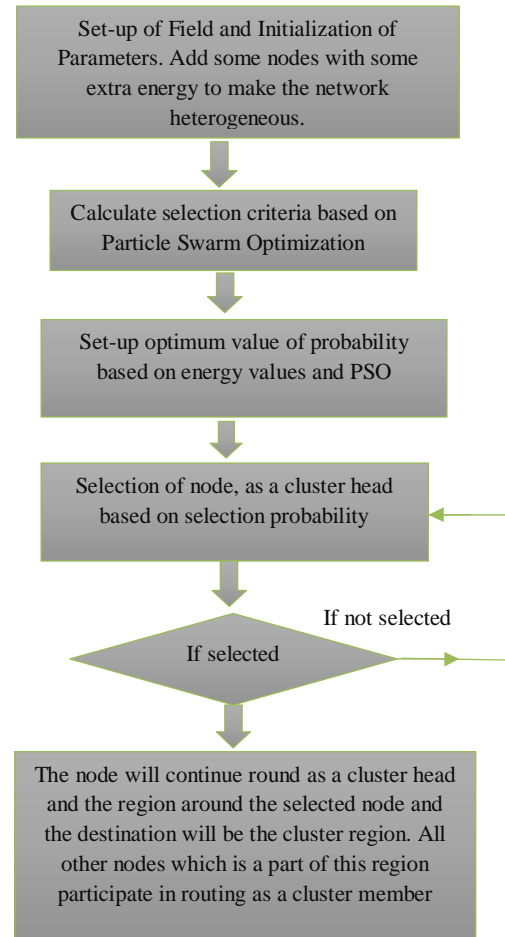 Set-up of Field and Initialization of
Parameters. Add some nodes with some
extra energy to make the network
heterogeneous.
Calculate selection criteria based on
Particle Swarm Optimization
Set-up optimum value of probability
based on energy values and PSO
Selection of node, as a cluster head
based on selection probability
If not selected
If selected
The node will continue round as a cluster head
and the region around the selected node and
the destination will be the cluster region. All
other nodes which is a part of this region
participate in routing as a cluster member